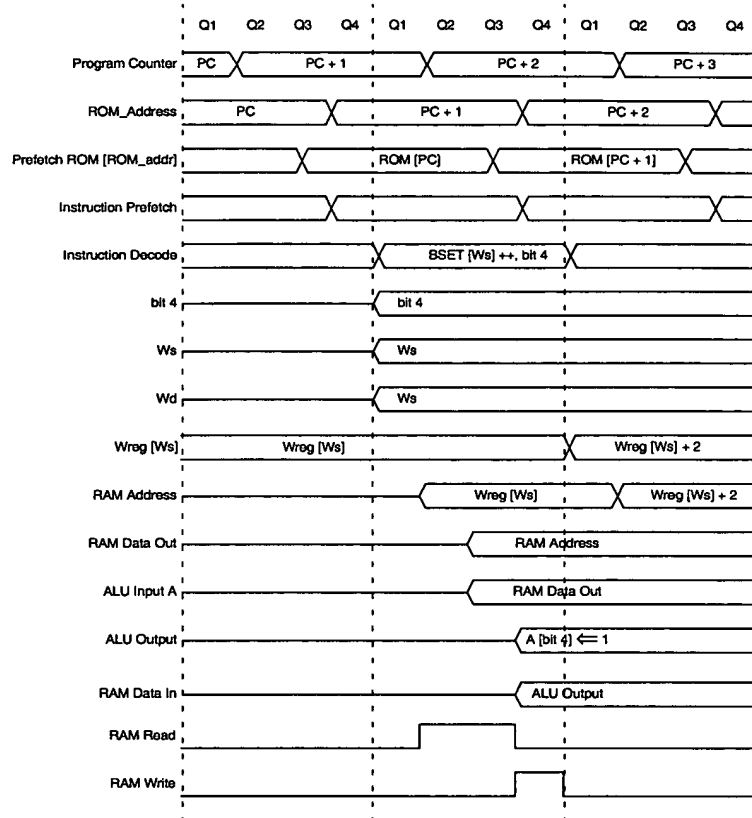 Q1 Q2 Q3 Q4 Q1 Q2 Q3 Q4 Q1 Q2 Q3 Q4
Program Counter PC PC + 1 PC + 2 PC + 3
ROM_Address PC PC + 1 PC + 2
Prefetch ROM [ROM_addr] ROM [PC] ROM [PC + 1]
Instruction Prefetch
Instruction Decode BSET [Ws] ++, bit 4
bit 4 bit 4
Ws Ws
Wd Ws
Wreg [Ws] Wreg [Ws] Wreg [Ws] + 2
RAM Address Wreg [Ws] Wreg [Ws] + 2
RAM Data Out RAM Address
ALU Input A RAM Data Out
ALU Output A [bit 4] ⇐ 1
RAM Data In ALU Output
RAM Read
RAM Write